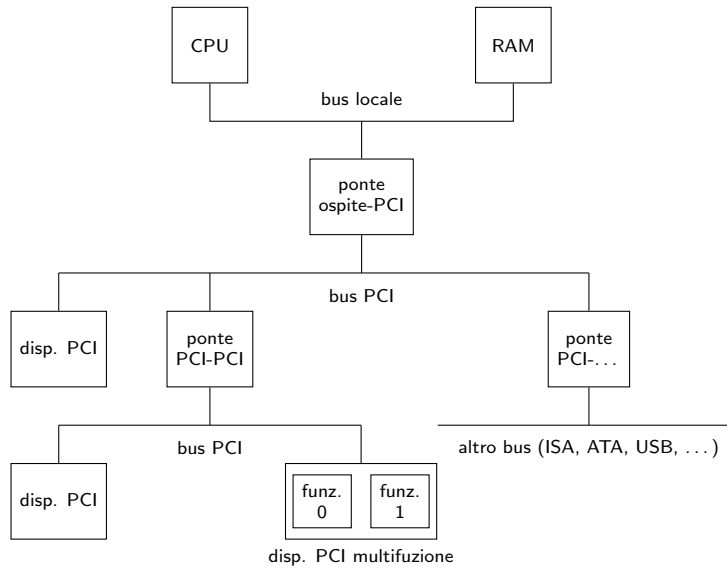 CPU
RAM
bus locale
ponte
ospite-PCI
bus PCI
disp. PCI
ponte
PCI-PCI
ponte
PCI-. . .
bus PCI
altro bus (ISA, ATA, USB, . . . )
disp. PCI
funz.
0
funz.
1
disp. PCI multifuzione